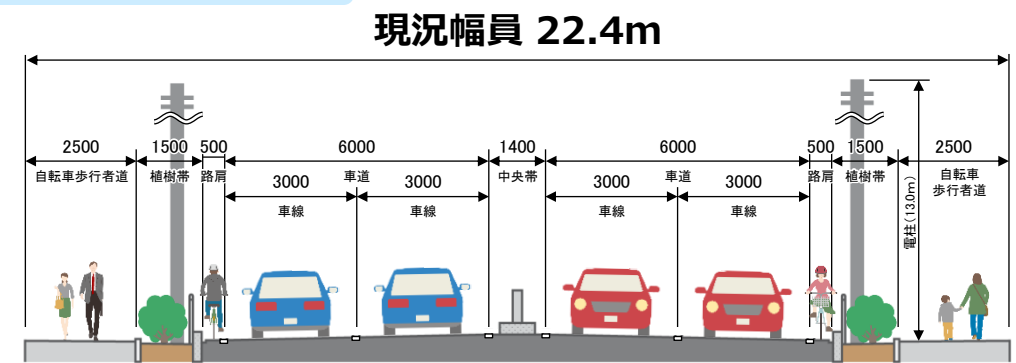 現況幅員 22.4m
2500
1500
500
6000
1400
6000
500
1500
2500
自転車歩行者道
植樹帯
路肩
車道
中央帯
車道
路肩
植樹帯
自転車
歩行者道
3000
3000
3000
3000
車線
車線
車線
車線
電柱(13.0m)